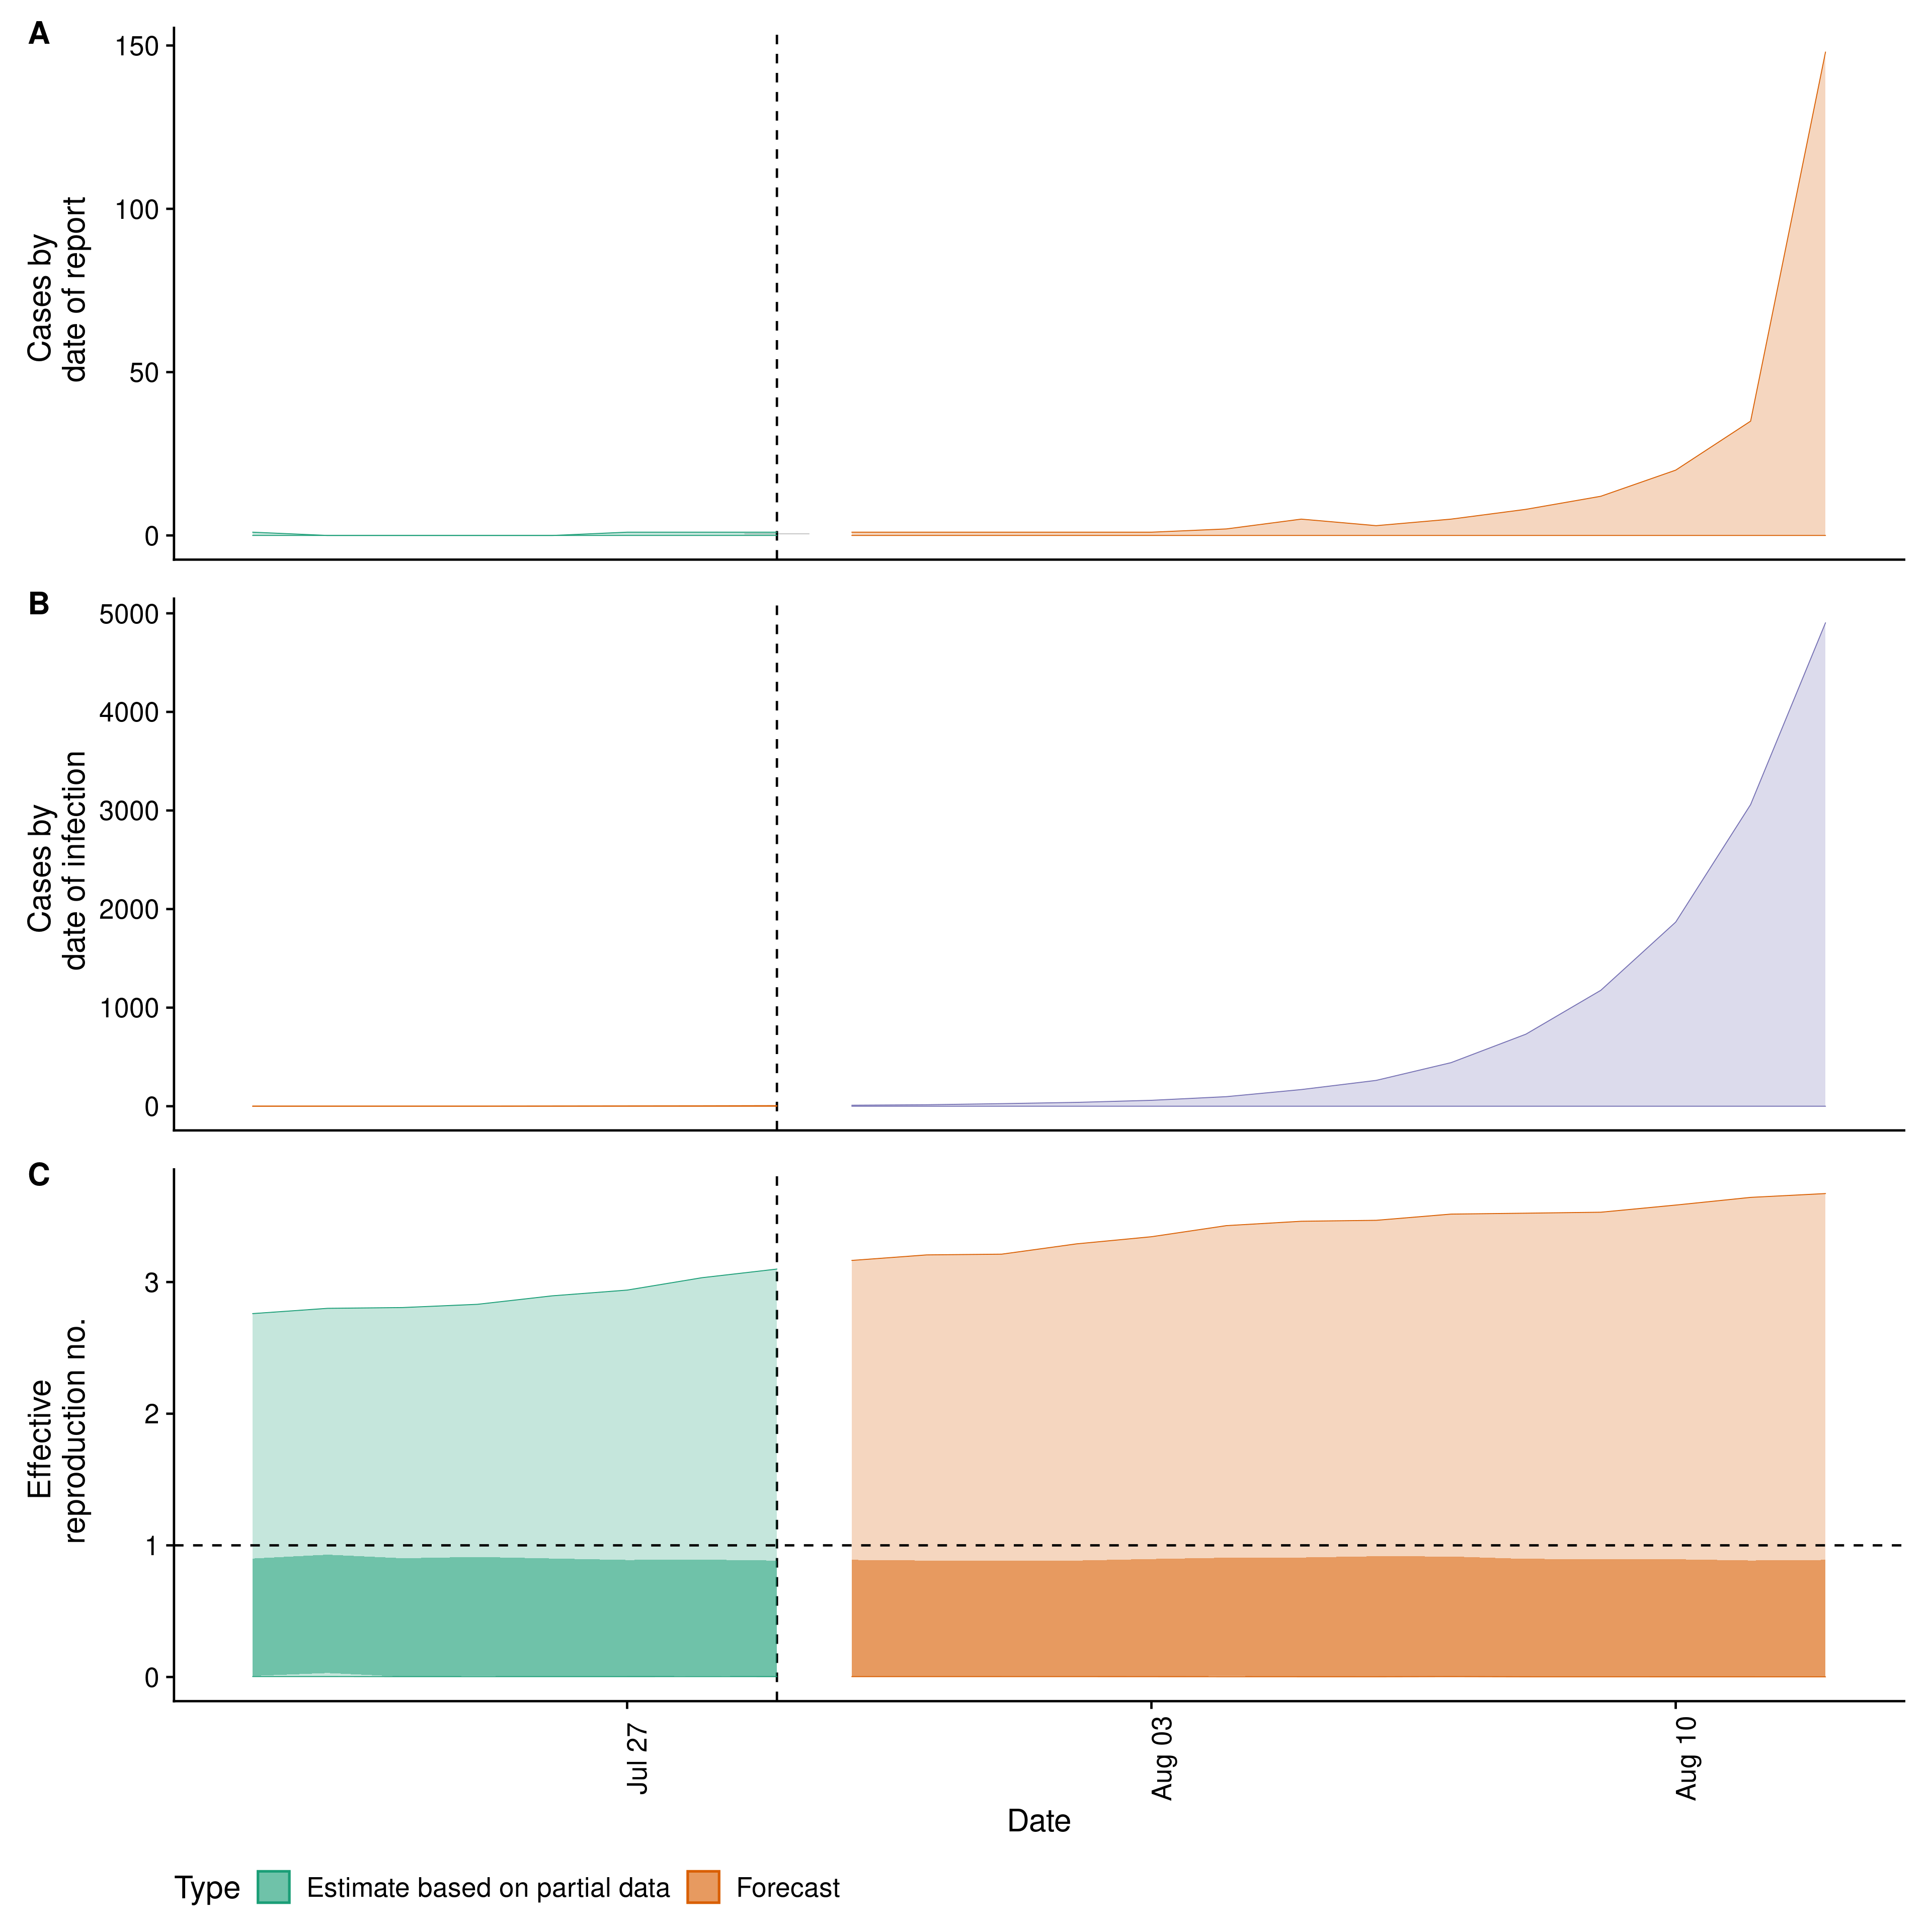 A
Cases by
date of report
150
100
50
0
B
Cases by
date of infection
5000
4000
3000
2000
1000
0
C
Effective
reproduction no.
3
2
1
0
Jul 27
Aug 03
Aug 10
Date
Type
Estimate based on partial data
Forecast